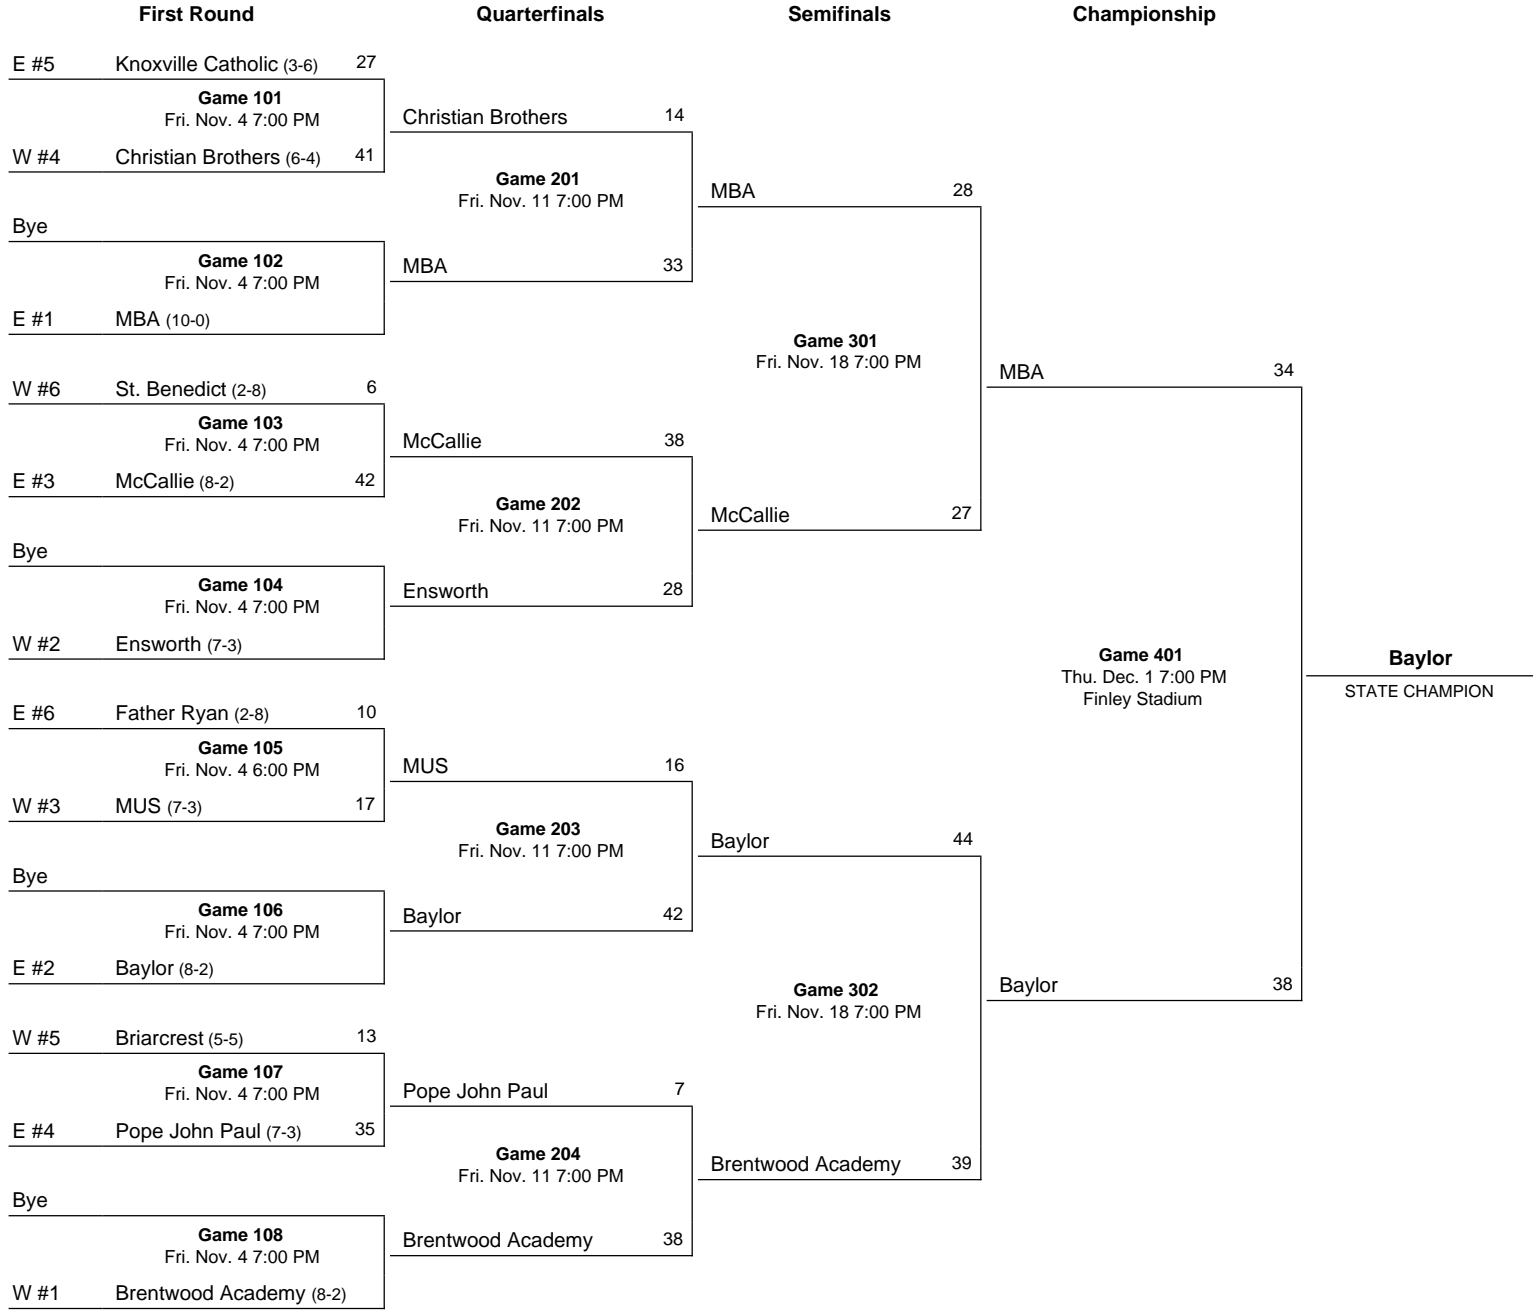 First Round Quarterfinals Semifinals Championship
E #5 Knoxville Catholic (3-6) 27
Game 101
Fri. Nov. 4 7:00 PM
W #4 Christian Brothers (6-4) 41
Bye
Game 102
Fri. Nov. 4 7:00 PM
E #1 MBA (10-0)
W #6 St. Benedict (2-8) 6
Game 103
Fri. Nov. 4 7:00 PM
E #3 McCallie (8-2) 42
Bye
Game 104
Fri. Nov. 4 7:00 PM
W #2 Ensworth (7-3)
E #6 Father Ryan (2-8) 10
Game 105
Fri. Nov. 4 6:00 PM
W #3 MUS (7-3) 17
Bye
Game 106
Fri. Nov. 4 7:00 PM
E #2 Baylor (8-2)
W #5 Briarcrest (5-5) 13
Game 107
Fri. Nov. 4 7:00 PM
E #4 Pope John Paul (7-3) 35
Bye
Game 108
Fri. Nov. 4 7:00 PM
W #1 Brentwood Academy (8-2)
Christian Brothers 14
Game 201
Fri. Nov. 11 7:00 PM
MBA 33
McCallie 38
Game 202
Fri. Nov. 11 7:00 PM
Ensworth 28
MUS 16
Game 203
Fri. Nov. 11 7:00 PM
Baylor 42
Pope John Paul 7
Game 204
Fri. Nov. 11 7:00 PM
Brentwood Academy 38
MBA 28
Game 301
Fri. Nov. 18 7:00 PM
McCallie 27
Baylor 44
Game 302
Fri. Nov. 18 7:00 PM
Brentwood Academy 39
MBA 34
Game 401
Thu. Dec. 1 7:00 PM
Finley Stadium
Baylor 38
Baylor
STATE CHAMPION